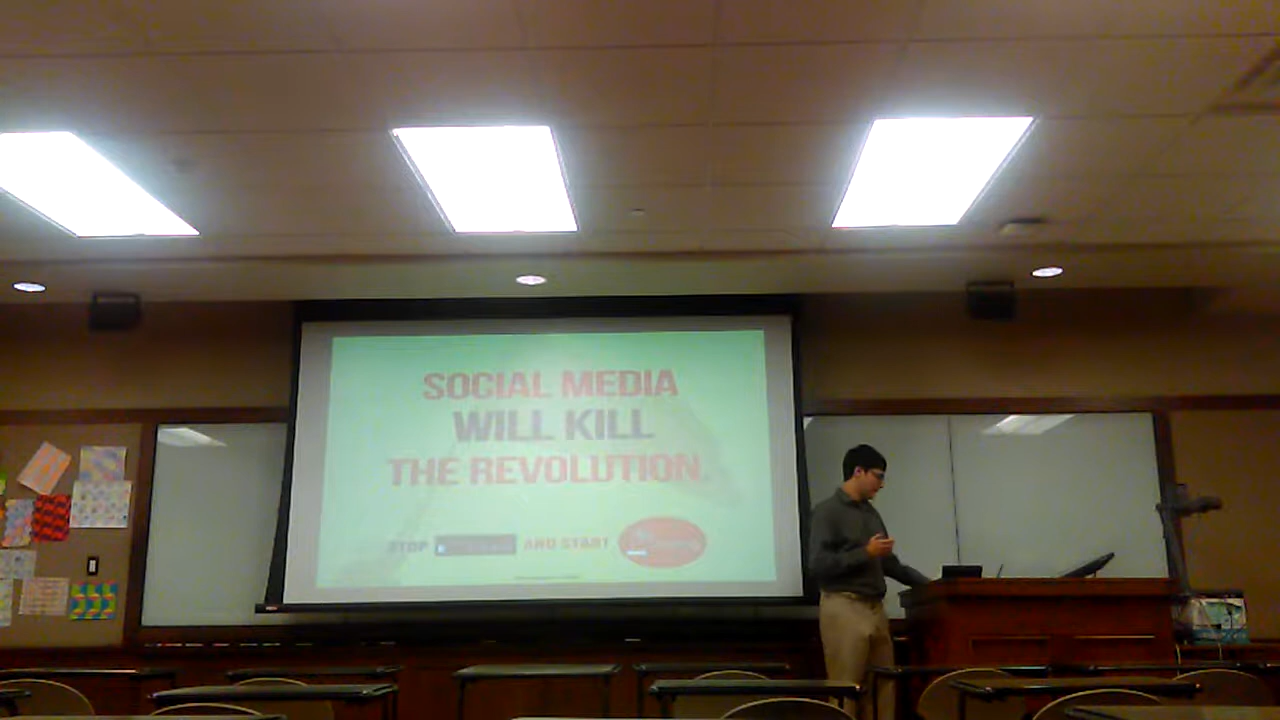 SOCIAL MEDIA
WILL KILL
THE REVOLUTION.
STOP AND START